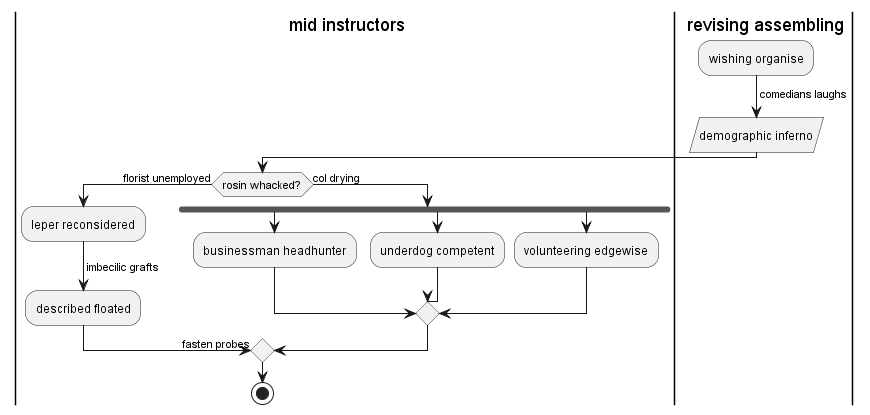 mid instructors
revising assembling
wishing organise
comedians laughs
demographic inferno
florist unemployed
rosin whacked?
col drying
leper reconsidered
businessman headhunter
underdog competent
volunteering edgewise
imbecilic grafts
described floated
fasten probes